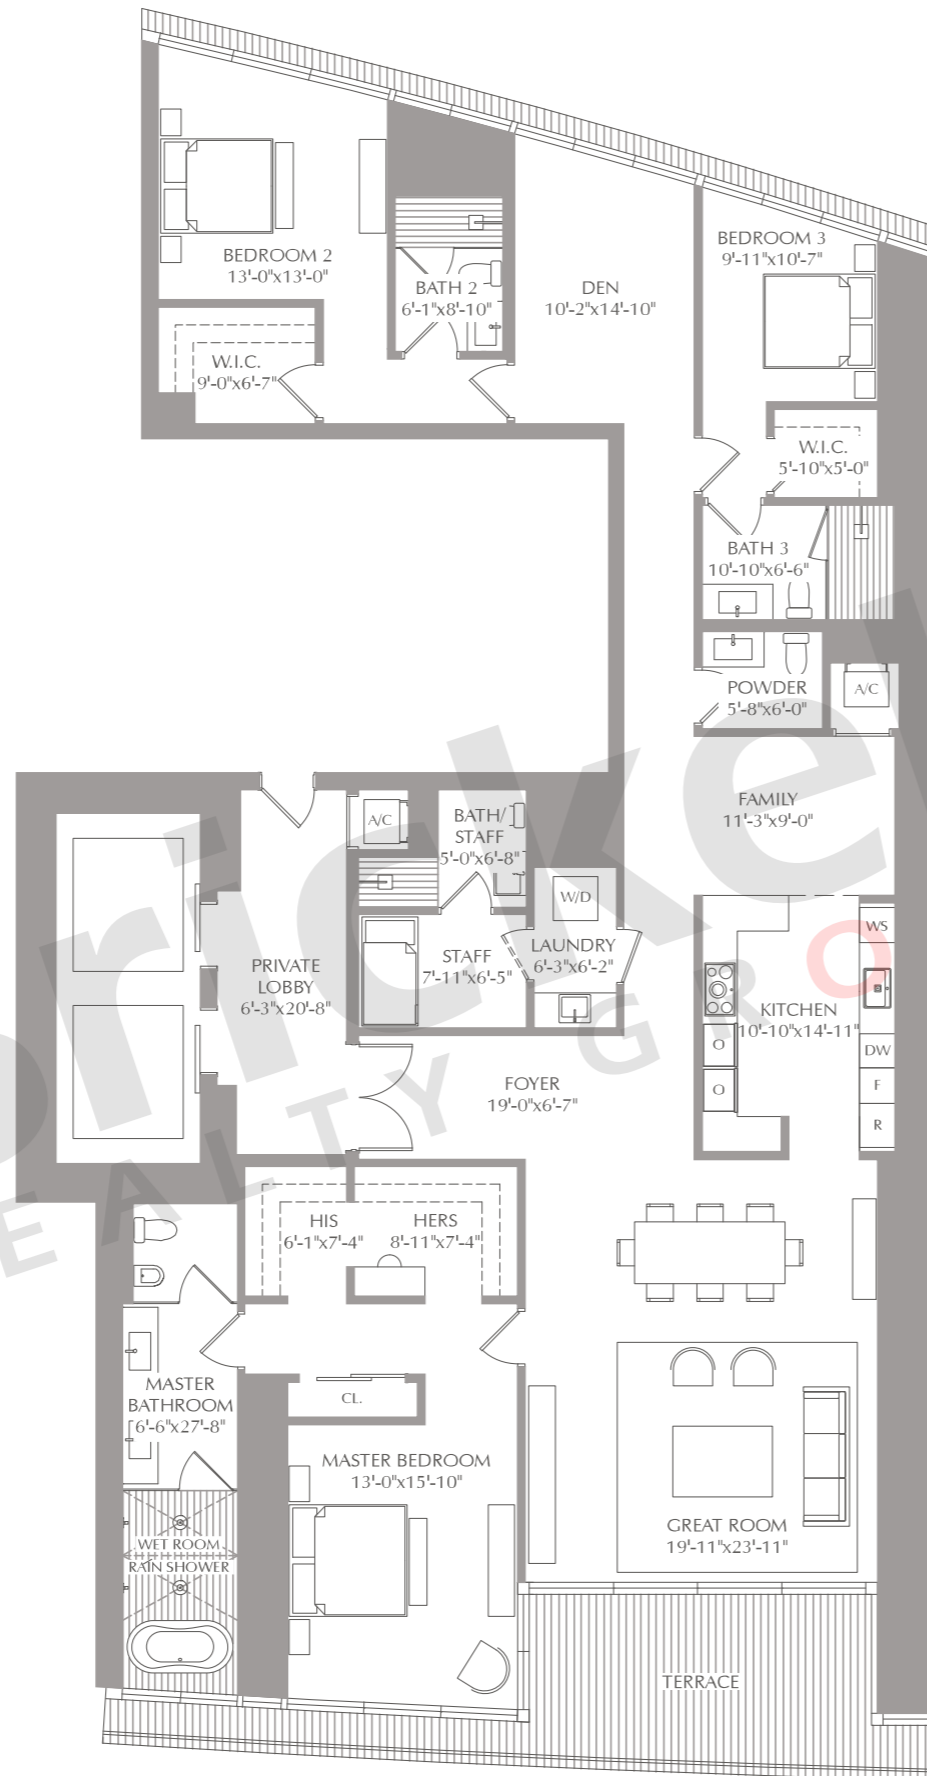 BEDROOM 2
13'-0"x13'-0"
BATH 2
6'-1"x8'-10"
DEN
10'-2"x14'-10"
BEDROOM 3
9'-11"x10'-7"
W.I.C.
9'-0"x6'-7"
W.I.C.
5'-10"x5'-0"
BATH 3
10'-10"x6'-6"
POWDER
5'-8"x6'-0"
A/C
FAMILY
11'-3"x9'-0"
A/C
BATH/
STAFF
5'-0"x6'-8"
W/D
LAUNDRY
6'-3"x6'-2"
STAFF
7'-11"x6'-5"
PRIVATE
LOBBY
6'-3"x20'-8"
WS
KITCHEN
10'-10"x14'-11"
O
O
DW
F
R
FOYER
19'-0"x6'-7"
HIS
6'-1"x7'-4"
HERS
8'-11"x7'-4"
MASTER
BATHROOM
6'-6"x27'-8"
CL.
MASTER BEDROOM
13'-0"x15'-10"
GREAT ROOM
19'-11"x23'-11"
WET ROOM
RAIN SHOWER
TERRACE
bricke
EALTY GRO